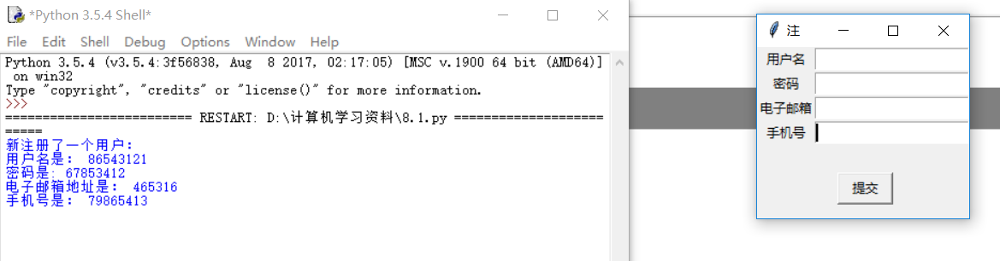 *Python 3.5.4 Shell*
File Edit Shell Debug Options Window Help
Python 3.5.4 (v3.5.4:3f56838, Aug  8 2017, 02:17:05) [MSC v.1900 64 bit (AMD64)]
 on win32
Type "copyright", "credits" or "license()" for more information.
>>>
========================= RESTART: D:\计算机学习资料\8.1.py ====================
=====
新注册了一个用户:
用户名是: 86543121
密码是: 67853412
电子邮箱地址是: 465316
手机号是: 79865413
注
用户名
密码
电子邮箱
手机号
提交